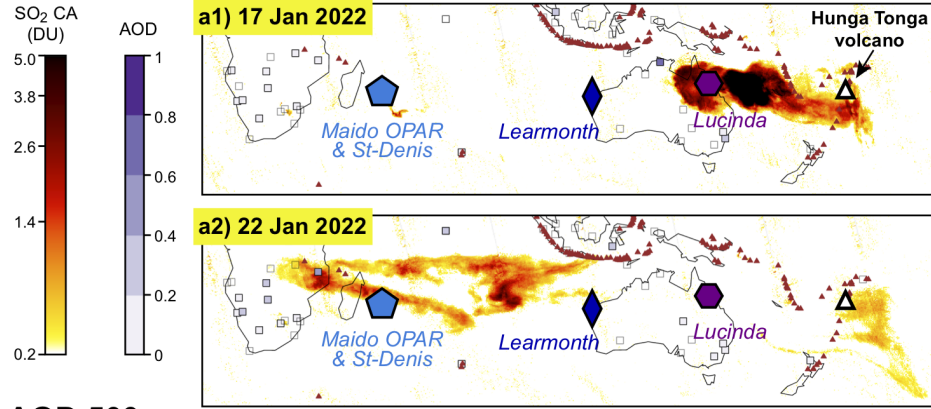 SO₂ CA
(DU)
AOD
5.0
3.8
2.6
1.4
0.2
1
0.8
0.6
0.4
0.2
0
a1) 17 Jan 2022
Hunga Tonga
volcano
Maido OPAR
& St-Denis
Learmonth
Lucinda
a2) 22 Jan 2022
Maido OPAR
& St-Denis
Learmonth
Lucinda